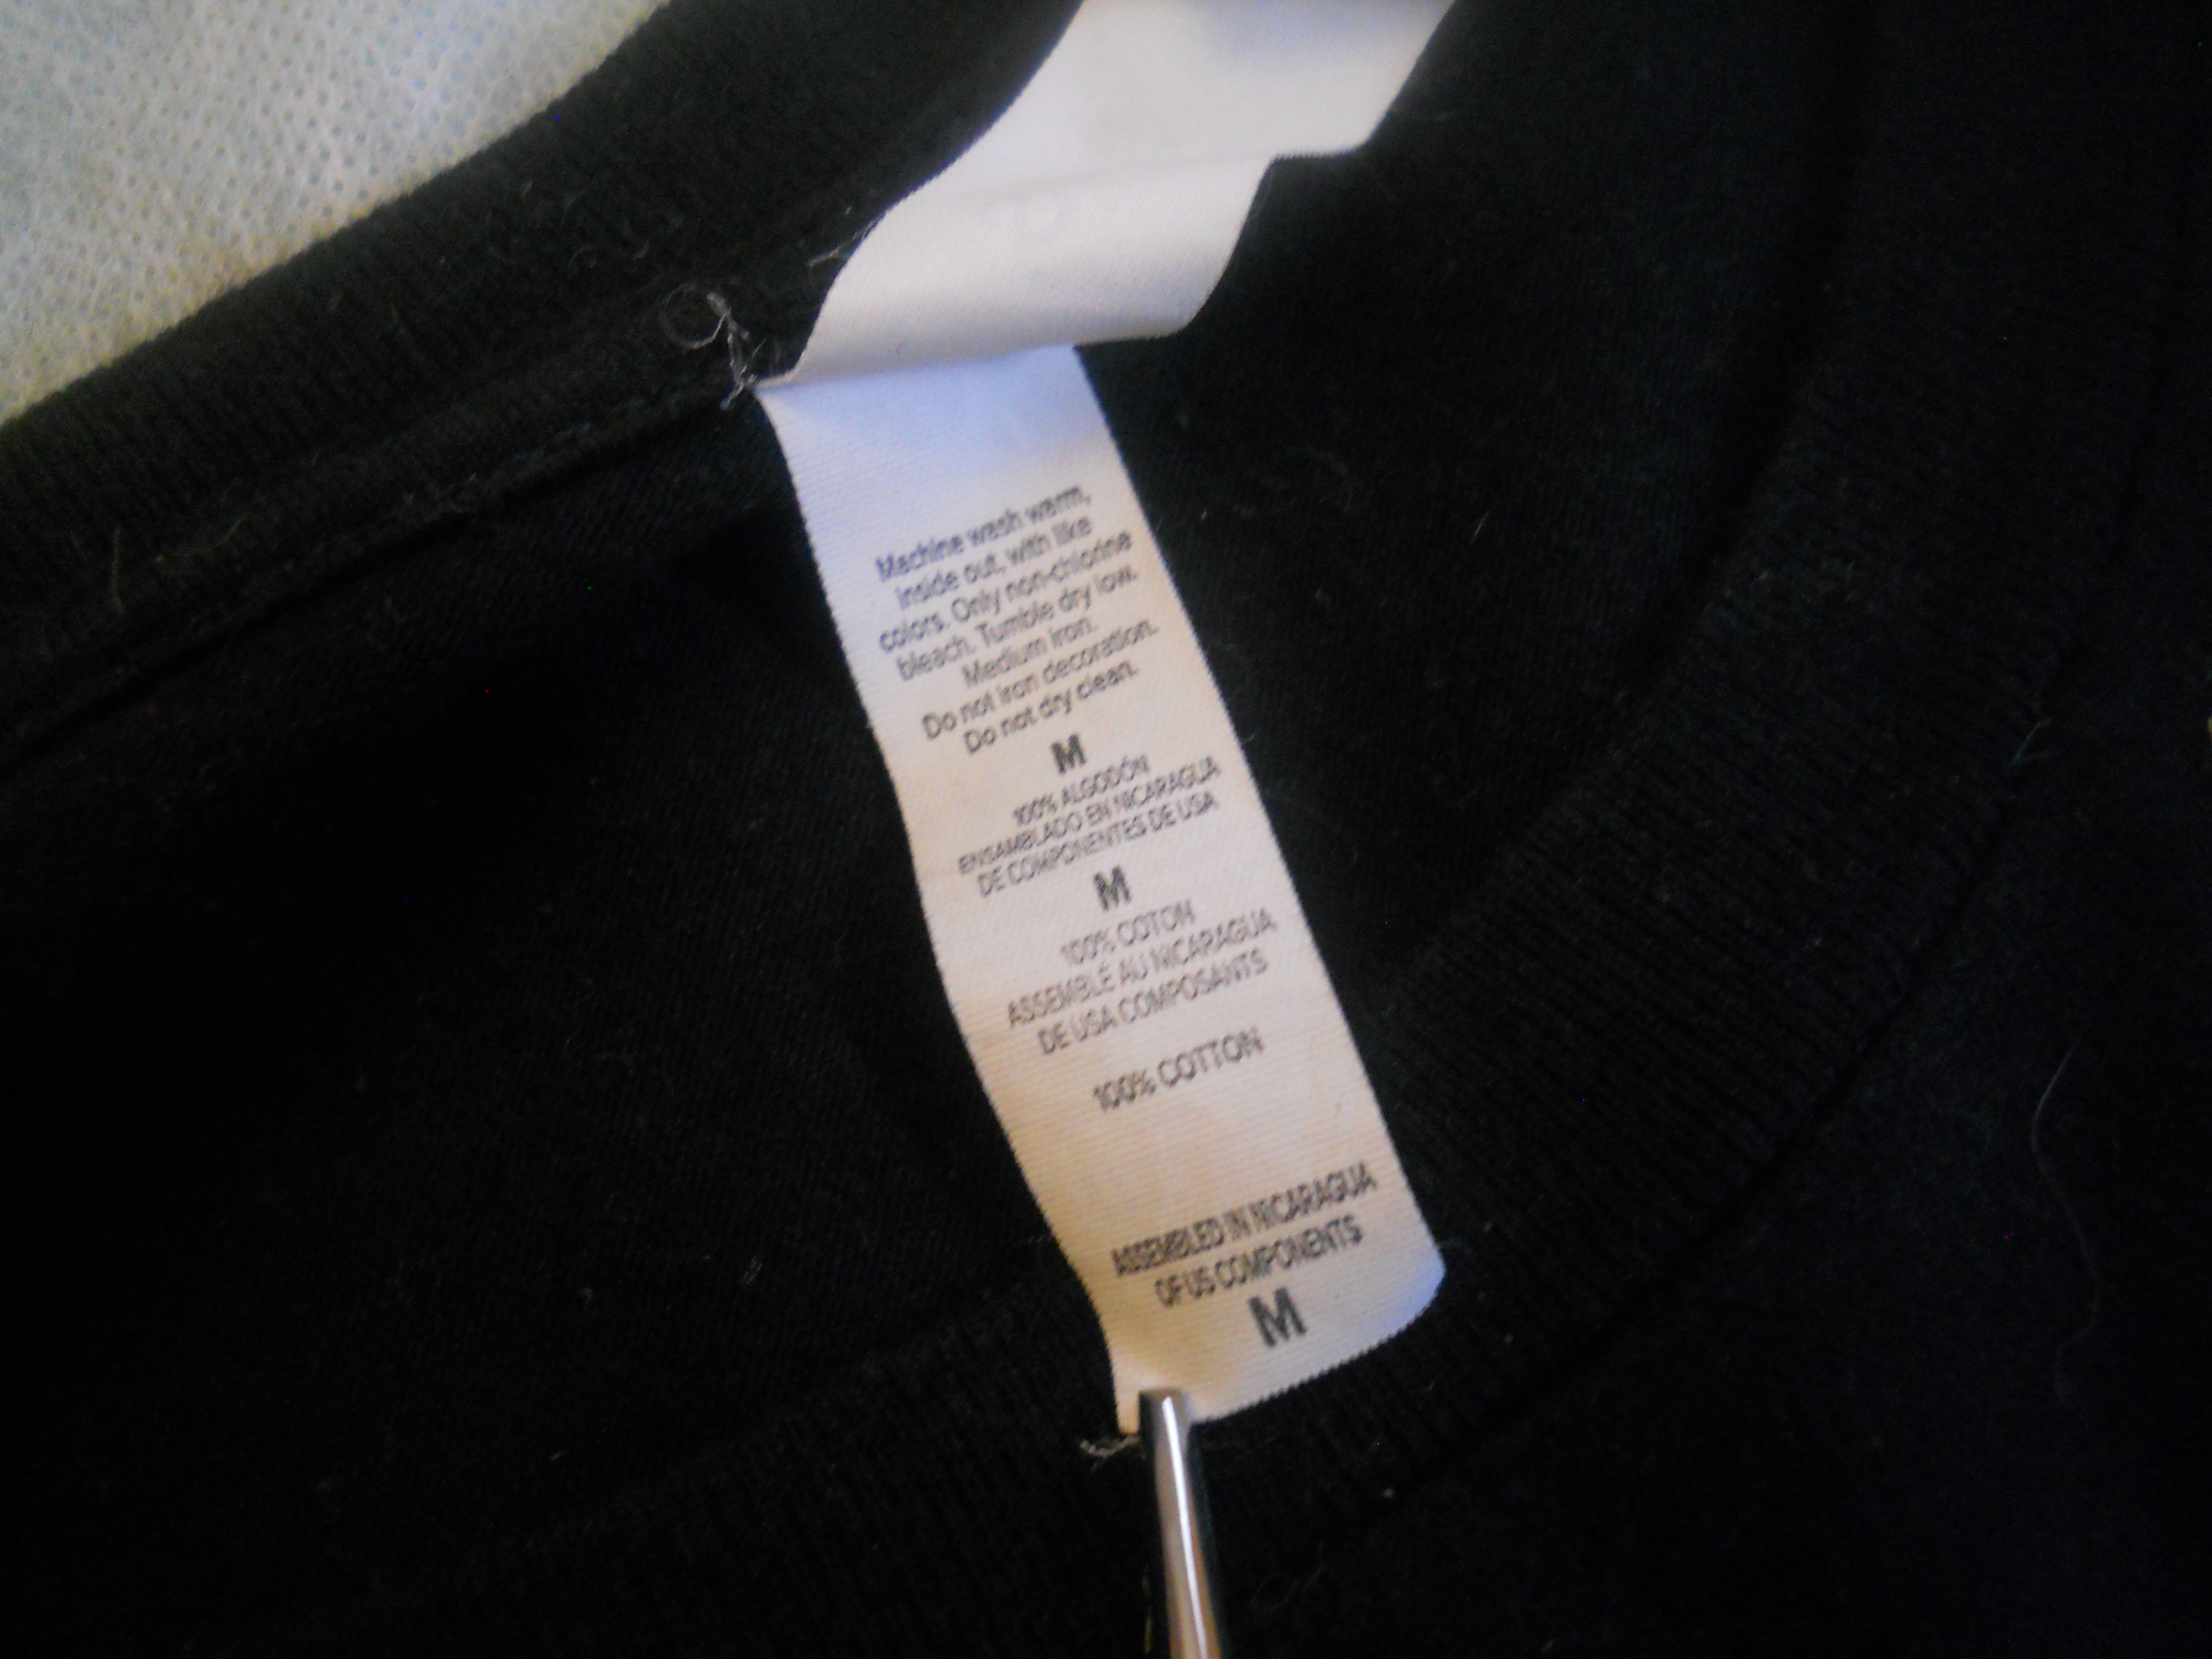 Machine wash warm,
inside out, with like
colors. Only non-chlorine
bleach. Tumble dry low.
Medium iron.
Do not iron decoration.
Do not dry clean.
M
100% ALGODÓN
ENSAMBLADO EN NICARAGUA
DE COMPONENTES DE USA
M
100% COTON
ASSEMBLÉ AU NICARAGUA,
DE USA COMPOSANTS
100% COTTON
ASSEMBLED IN NICARAGUA
OF US COMPONENTS
M